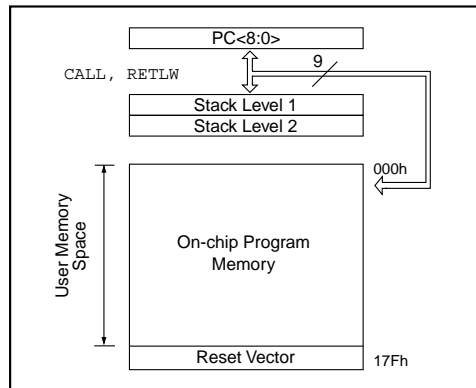 PC<8:0>
9
CALL, RETLW
Stack Level 1
Stack Level 2
000h
User Memory
Space
On-chip Program
Memory
Reset Vector
17Fh